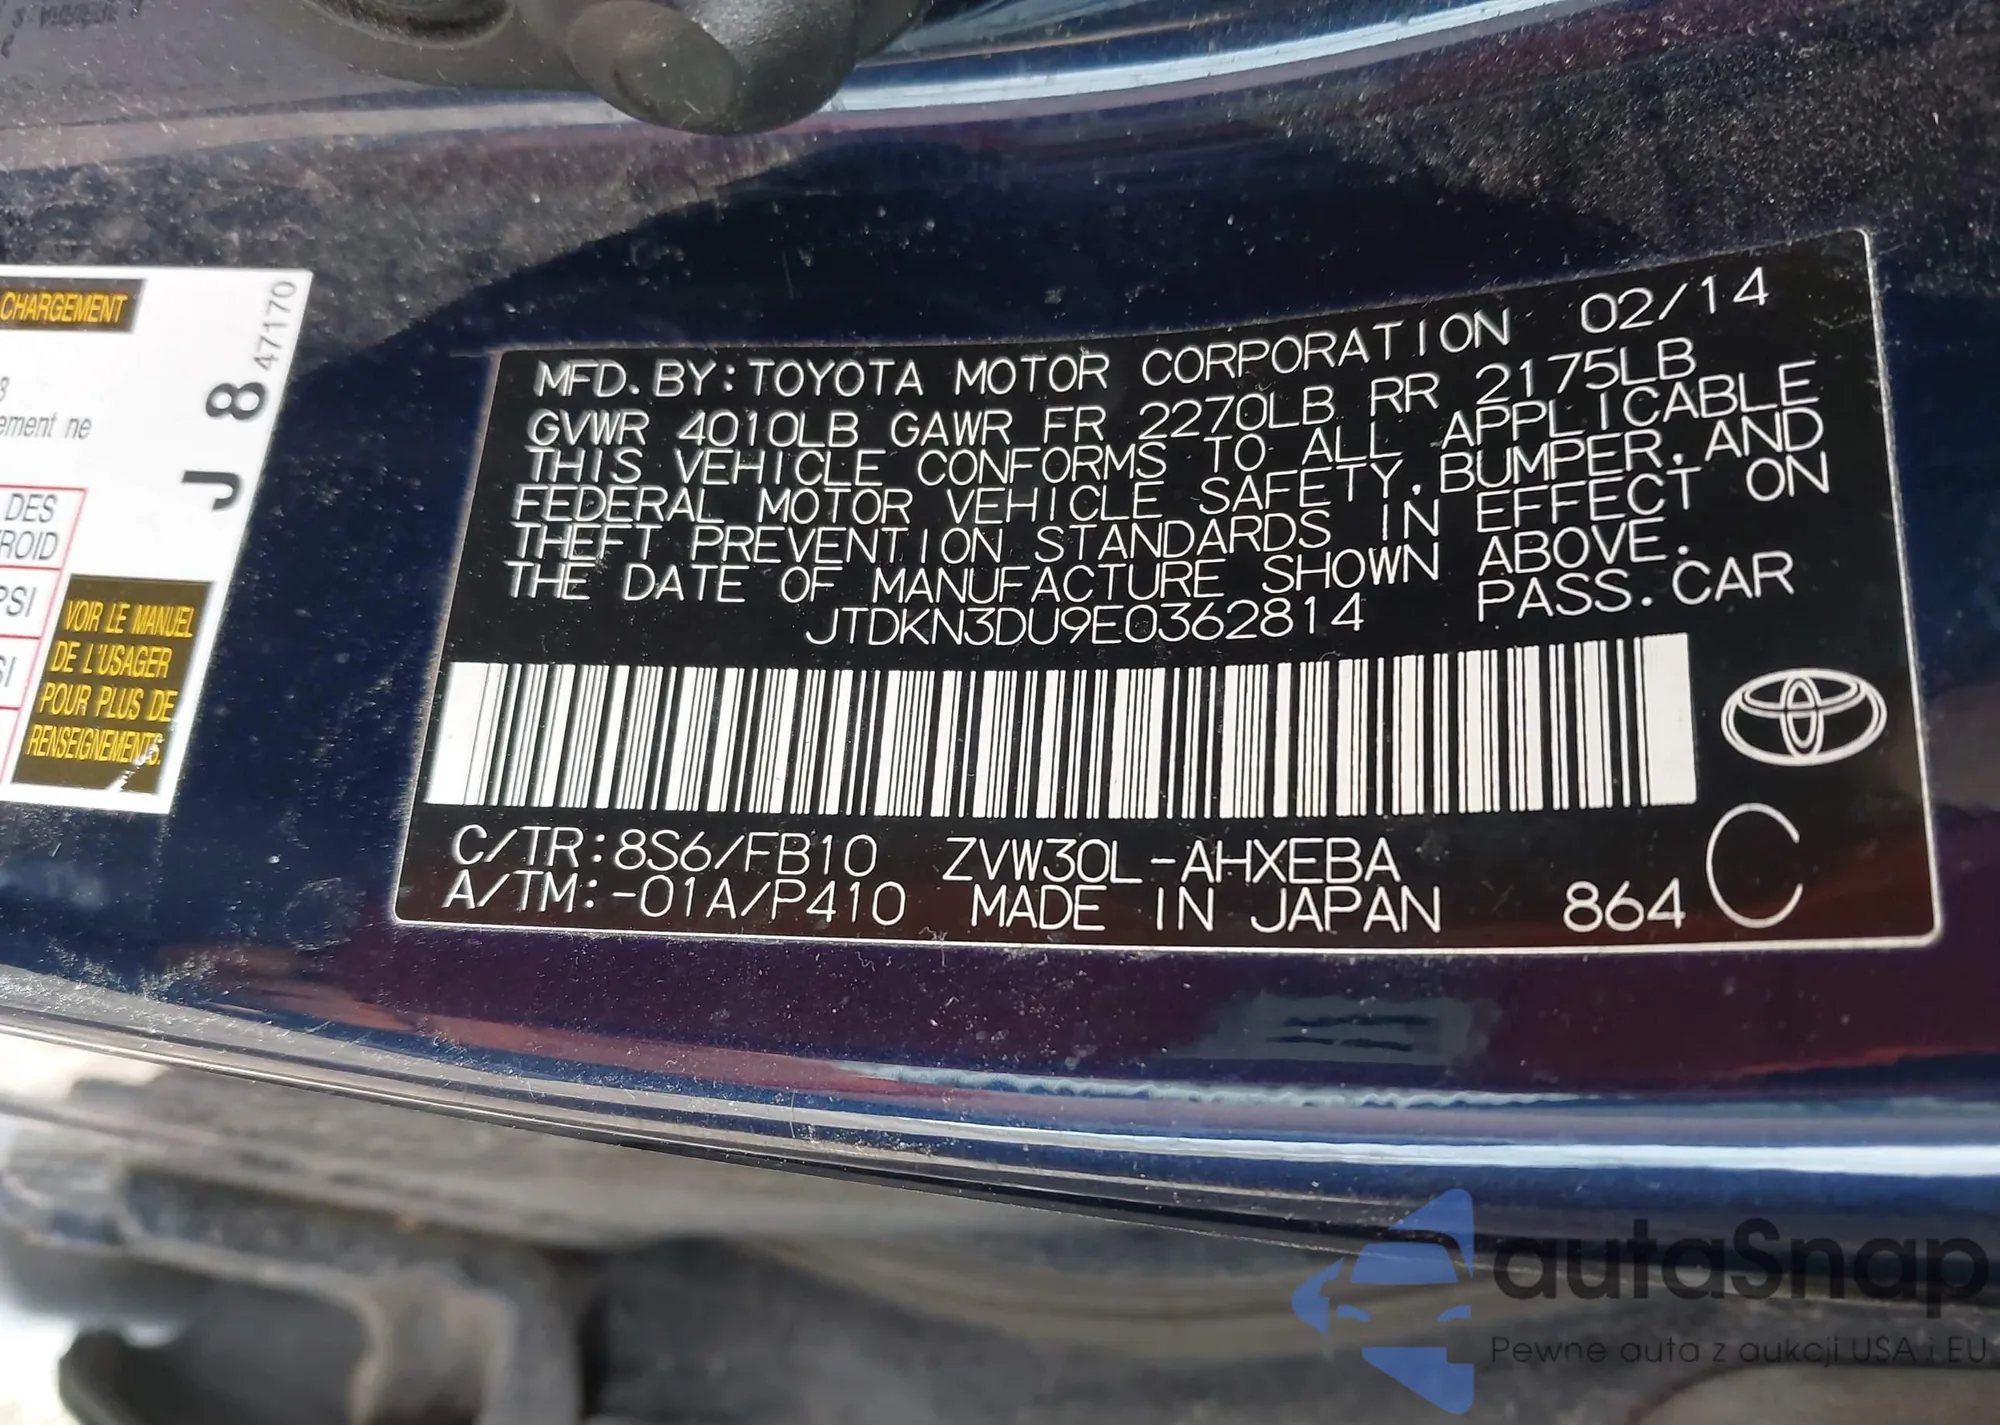 CHARGEMENT
ement ne
DES
ROID
PSI
SI
VOIR LE MANUEL
DE L'USAGER
POUR PLUS DE
RENSEIGNEMENTS.
J 8 47170
MFD.BY:TOYOTA MOTOR CORPORATION 02/14
GVWR 4010LB GAWR FR 2270LB RR 2175LB
THIS VEHICLE CONFORMS TO ALL APPLICABLE
FEDERAL MOTOR VEHICLE SAFETY,BUMPER,AND
THEFT PREVENTION STANDARDS IN EFFECT ON
THE DATE OF MANUFACTURE SHOWN ABOVE.
JTDKN3DU9E0362814 PASS.CAR
C/TR:8S6/FB10 ZVW30L-AHXEBA
A/TM:-01A/P410 MADE IN JAPAN 864 C
autaSnap
Pewne auta z aukcji USA i EU